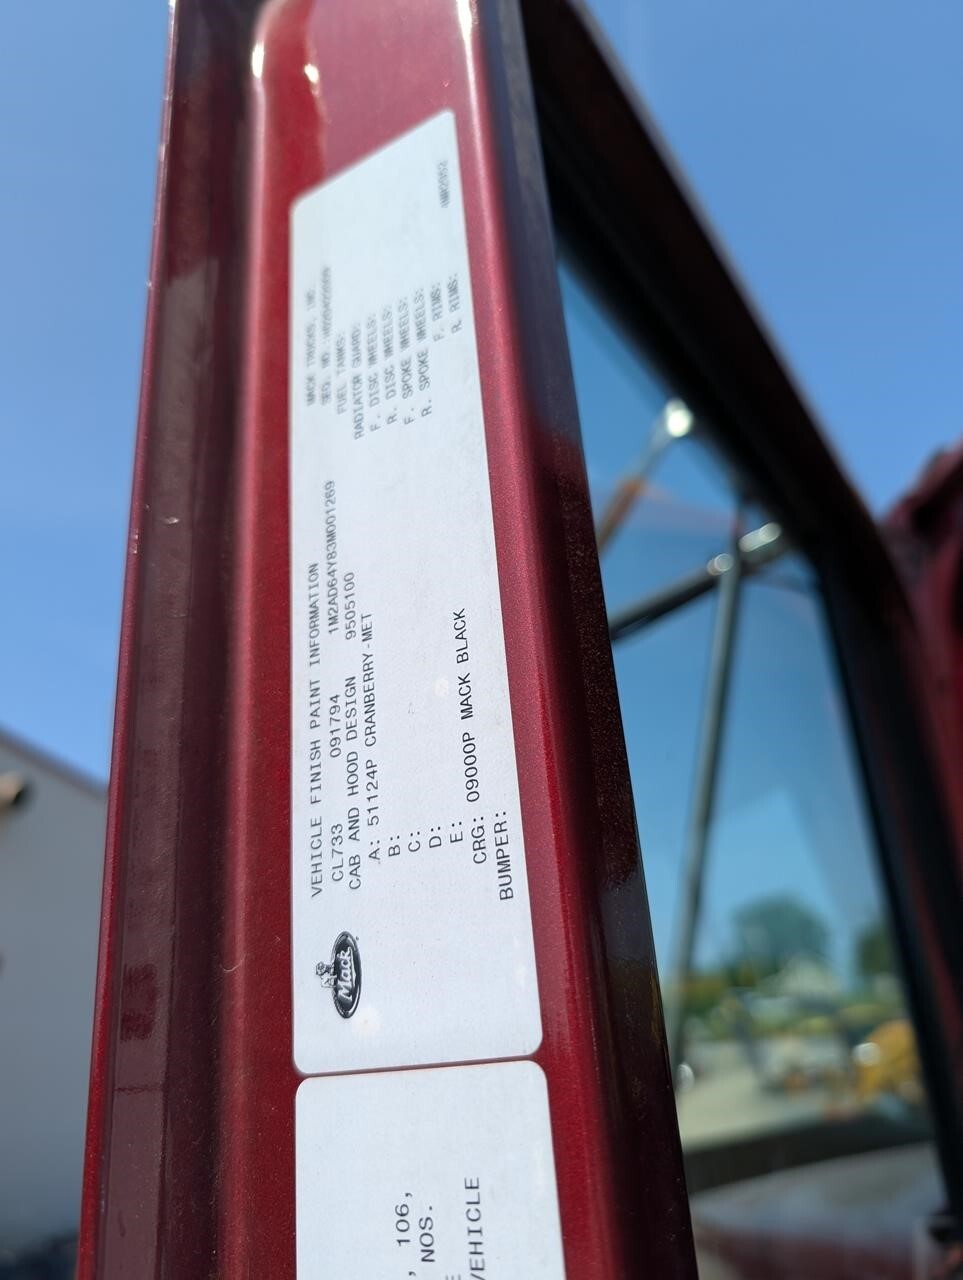 Mack
VEHICLE FINISH PAINT INFORMATION
MACK TRUCKS, INC.
CL733 091794 1M2AD64Y83M001269
SEQ. NO.:
CAB AND HOOD DESIGN 9505100
FUEL TANKS:
A: 51124P CRANBERRY-MET
RADIATOR GUARD:
B:
F. DISC WHEELS:
C:
R. DISC WHEELS:
D:
F. SPOKE WHEELS:
E:
R. SPOKE WHEELS:
CRG: 09000P MACK BLACK
F. RIMS:
BUMPER:
R. RIMS:
, 106,
NOS.
VEHICLE